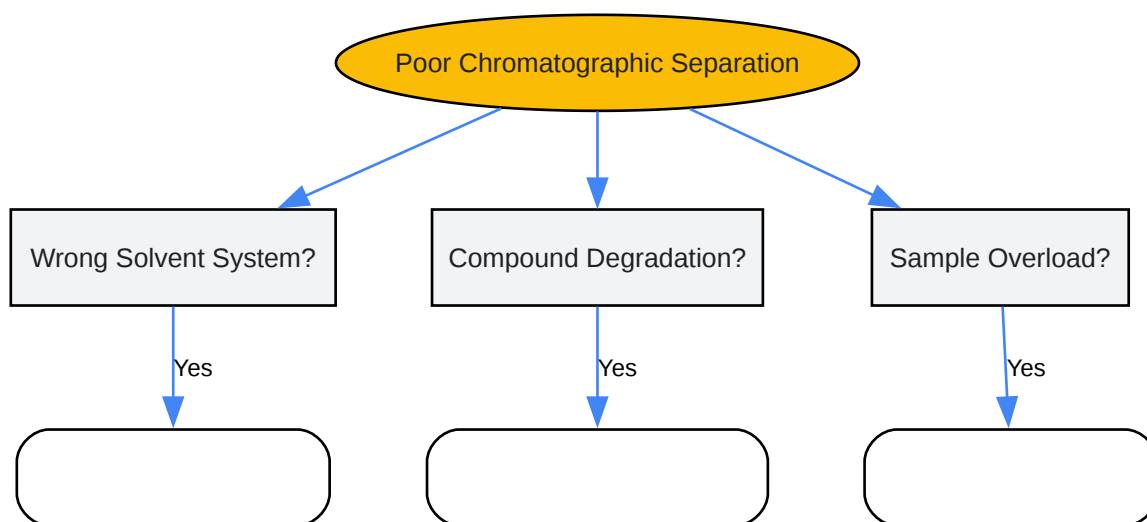 Poor Chromatographic Separation
Wrong Solvent System?
Compound Degradation?
Sample Overload?
Yes
Yes
Yes